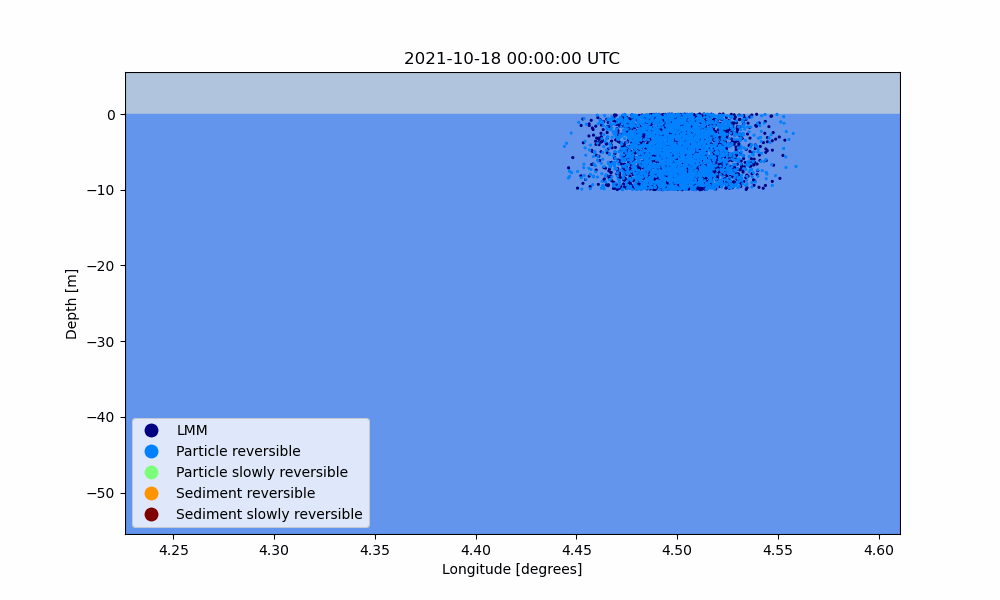 2021-10-18 00:00:00 UTC
0
−10
−20
−30
−40
−50
Depth [m]
LMM
Particle reversible
Particle slowly reversible
Sediment reversible
Sediment slowly reversible
4.25 4.30 4.35 4.40 4.45 4.50 4.55 4.60
Longitude [degrees]